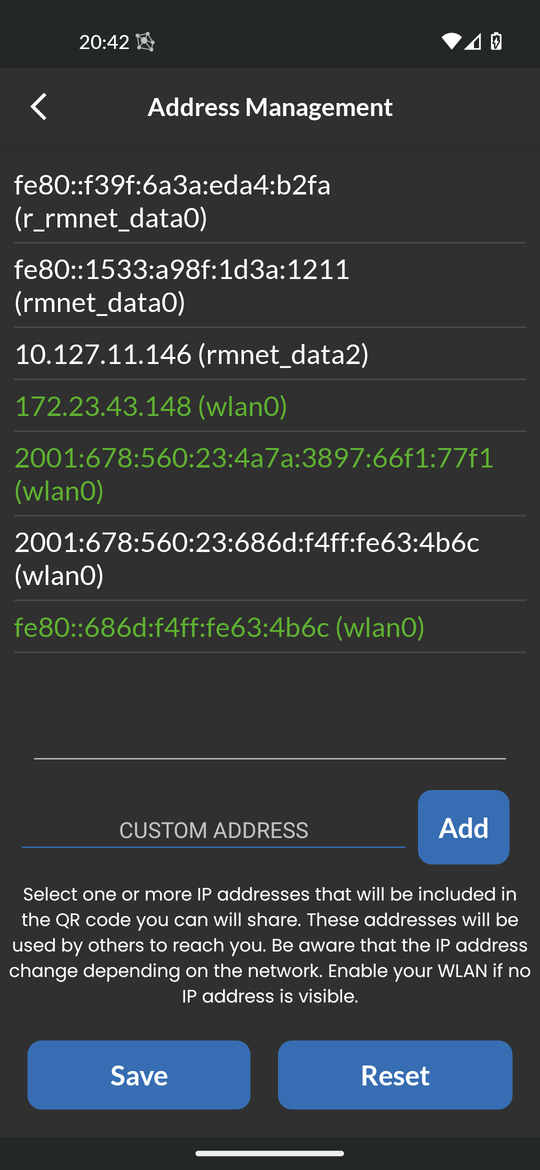 20:42
Address Management
fe80::f39f:6a3a:eda4:b2fa
(r_rmnet_data0)
fe80::1533:a98f:1d3a:1211
(rmnet_data0)
10.127.11.146 (rmnet_data2)
172.23.43.148 (wlan0)
2001:678:560:23:4a7a:3897:66f1:77f1
(wlan0)
2001:678:560:23:686d:f4ff:fe63:4b6c
(wlan0)
fe80::686d:f4ff:fe63:4b6c (wlan0)
CUSTOM ADDRESS
Add
Select one or more IP addresses that will be included in
the QR code you can will share. These addresses will be
used by others to reach you. Be aware that the IP address
change depending on the network. Enable your WLAN if no
IP address is visible.
Save
Reset